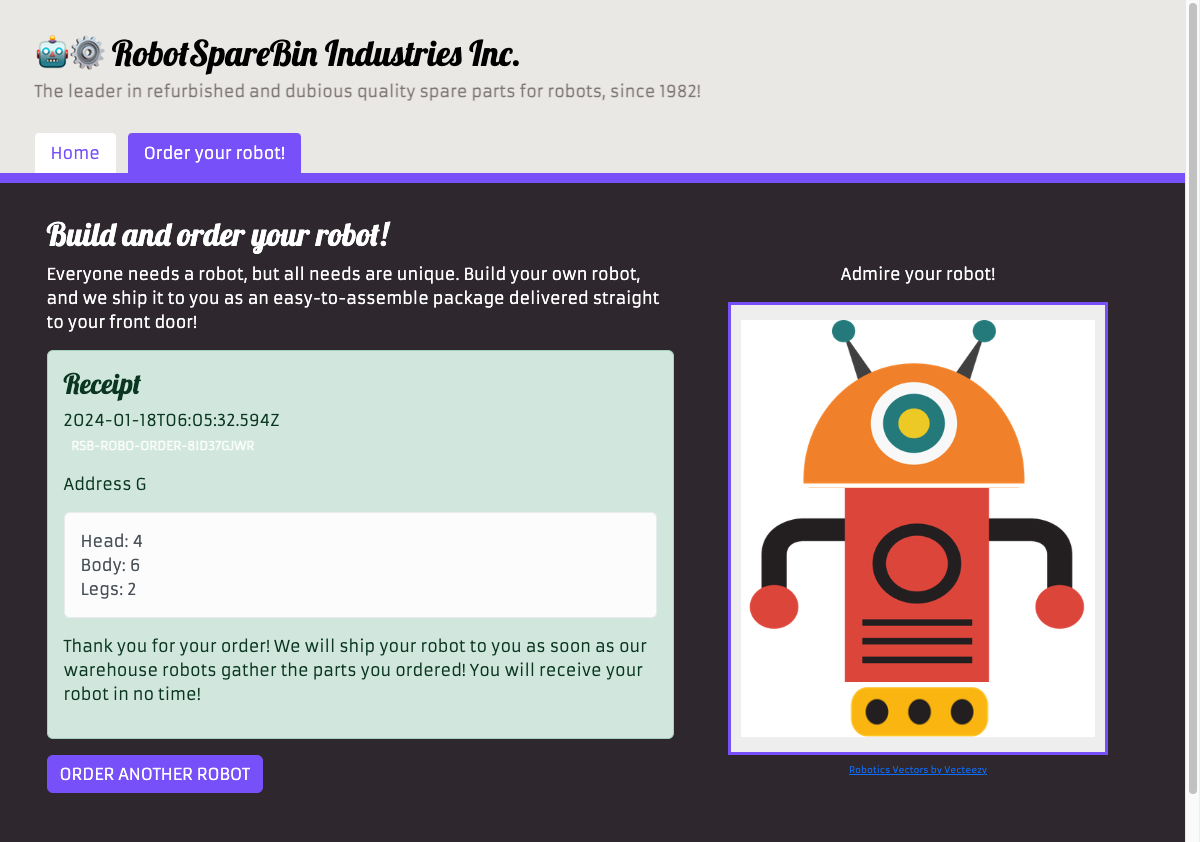 RobotSpareBin Industries Inc.
The leader in refurbished and dubious quality spare parts for robots, since 1982!
Home
Order your robot!
Build and order your robot!
Everyone needs a robot, but all needs are unique. Build your own robot,
and we ship it to you as an easy-to-assemble package delivered straight
to your front door!
Receipt
2024-01-18T06:05:32.594Z
RSB-ROBO-ORDER-8ID37GJWR
Address G
Head: 4
Body: 6
Legs: 2
Thank you for your order! We will ship your robot to you as soon as our
warehouse robots gather the parts you ordered! You will receive your
robot in no time!
ORDER ANOTHER ROBOT
Admire your robot!
Robotics Vectors by Vecteezy